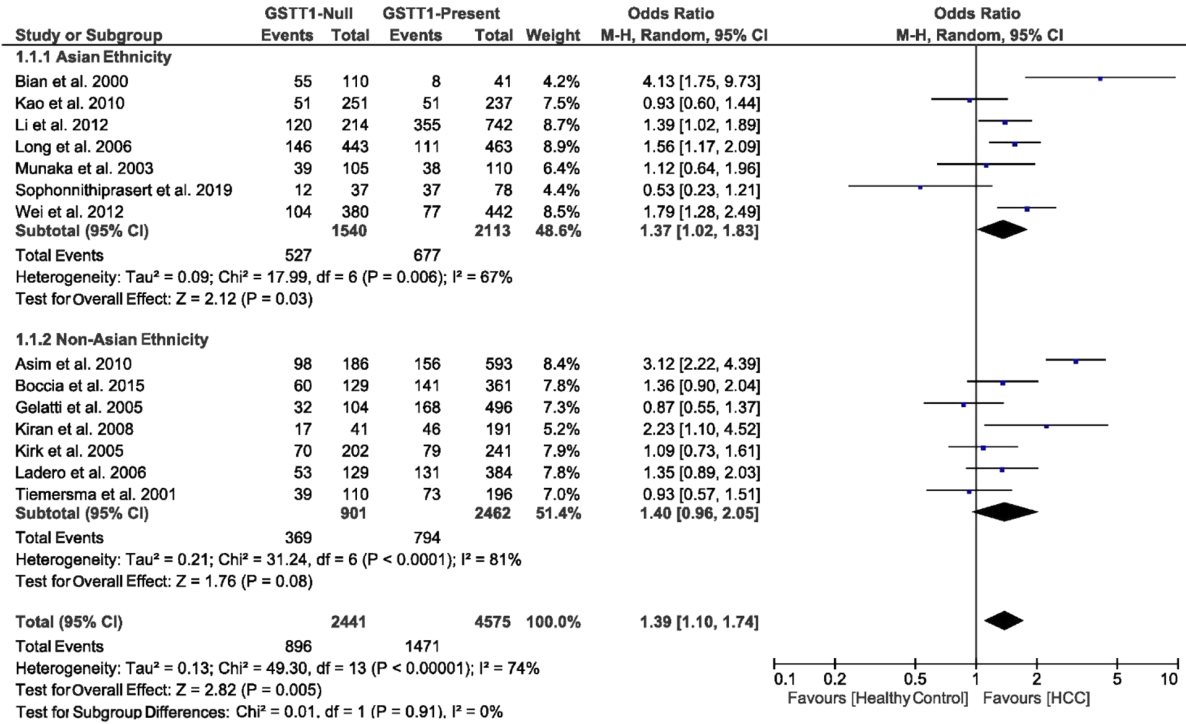 GSTT1-Null GSTT1-Present Odds Ratio Odds Ratio
Study or Subgroup Events Total Events Total Weight M-H, Random, 95% CI M-H, Random, 95% CI
1.1.1 Asian Ethnicity
Bian et al. 2000 55 110 8 41 4.2% 4.13 [1.75, 9.73]
Kao et al. 2010 51 251 51 237 7.5% 0.93 [0.60, 1.44]
Li et al. 2012 120 214 355 742 8.7% 1.39 [1.02, 1.89]
Long et al. 2006 146 443 111 463 8.9% 1.56 [1.17, 2.09]
Munaka et al. 2003 39 105 38 110 6.4% 1.12 [0.64, 1.96]
Sophonnithiprasert et al. 2019 12 37 37 78 4.4% 0.53 [0.23, 1.21]
Wei et al. 2012 104 380 77 442 8.5% 1.79 [1.28, 2.49]
Subtotal (95% CI) 1540 2113 48.6% 1.37 [1.02, 1.83]
Total Events 527 677
Heterogeneity: Tau² = 0.09; Chi² = 17.99, df = 6 (P = 0.006); I² = 67%
Test for Overall Effect: Z = 2.12 (P = 0.03)
1.1.2 Non-Asian Ethnicity
Asim et al. 2010 98 186 156 593 8.4% 3.12 [2.22, 4.39]
Boccia et al. 2015 60 129 141 361 7.8% 1.36 [0.90, 2.04]
Gelatti et al. 2005 32 104 168 496 7.3% 0.87 [0.55, 1.37]
Kiran et al. 2008 17 41 46 191 5.2% 2.23 [1.10, 4.52]
Kirk et al. 2005 70 202 79 241 7.9% 1.09 [0.73, 1.61]
Ladero et al. 2006 53 129 131 384 7.8% 1.35 [0.89, 2.03]
Tiemersma et al. 2001 39 110 73 196 7.0% 0.93 [0.57, 1.51]
Subtotal (95% CI) 901 2462 51.4% 1.40 [0.96, 2.05]
Total Events 369 794
Heterogeneity: Tau² = 0.21; Chi² = 31.24, df = 6 (P < 0.0001); I² = 81%
Test for Overall Effect: Z = 1.76 (P = 0.08)
Total (95% CI) 2441 4575 100.0% 1.39 [1.10, 1.74]
Total Events 896 1471
Heterogeneity: Tau² = 0.13; Chi² = 49.30, df = 13 (P < 0.00001); I² = 74%
Test for Overall Effect: Z = 2.82 (P = 0.005)
Test for Subgroup Differences: Chi² = 0.01, df = 1 (P = 0.91), I² = 0%
0.1 0.2 0.5 1 2 5 10
Favours [Healthy Control] Favours [HCC]